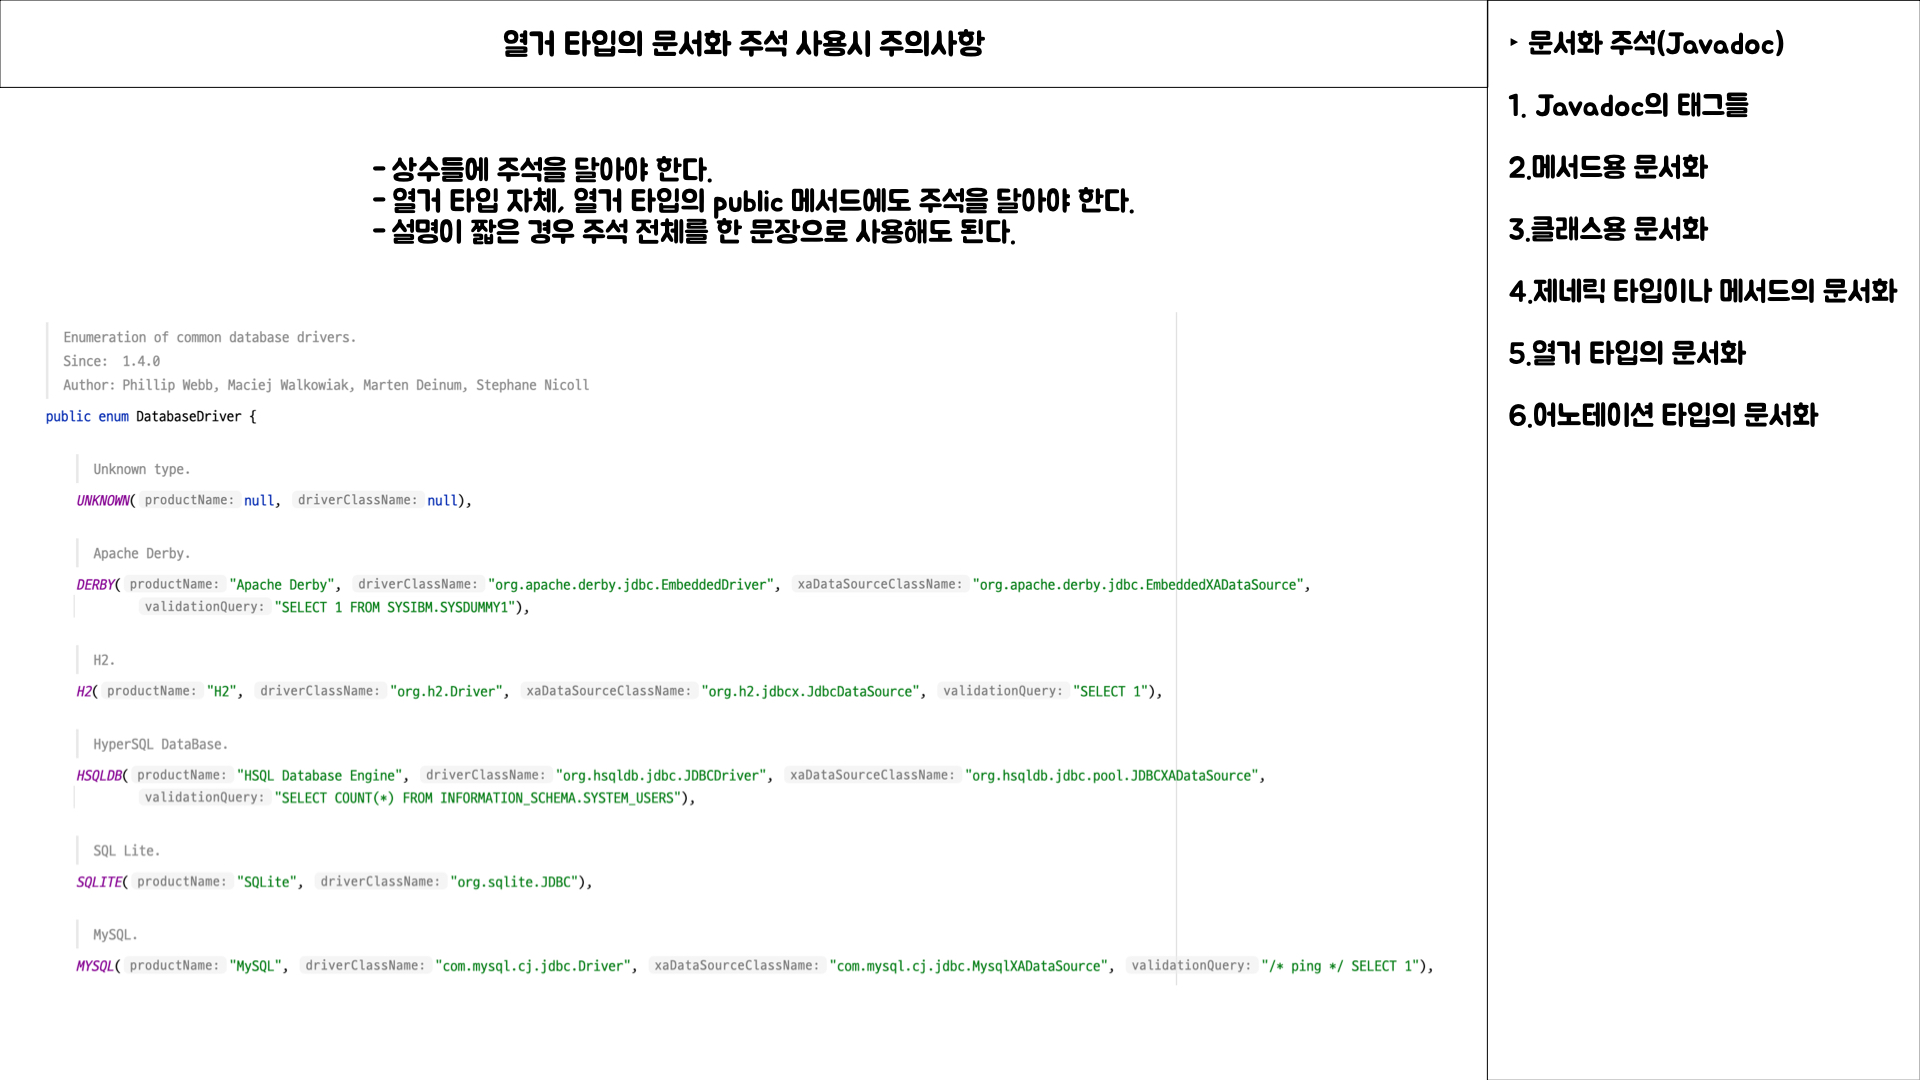 열거 타입의 문서화 주석 사용시 주의사항
- 상수들에 주석을 달아야 한다.
- 열거 타입 자체, 열거 타입의 public 메서드에도 주석을 달아야 한다.
- 설명이 짧은 경우 주석 전체를 한 문장으로 사용해도 된다.
Enumeration of common database drivers.
Since: 1.4.0
Author: Phillip Webb, Maciej Walkowiak, Marten Deinum, Stephane Nicoll
public enum DatabaseDriver {
Unknown type.
UNKNOWN( productName: null, driverClassName: null),
Apache Derby.
DERBY( productName: "Apache Derby", driverClassName: "org.apache.derby.jdbc.EmbeddedDriver", xaDataSourceClassName: "org.apache.derby.jdbc.EmbeddedXADataSource",
validationQuery: "SELECT 1 FROM SYSIBM.SYSDUMMY1"),
H2.
H2( productName: "H2", driverClassName: "org.h2.Driver", xaDataSourceClassName: "org.h2.jdbcx.JdbcDataSource", validationQuery: "SELECT 1"),
HyperSQL DataBase.
HSQLDB( productName: "HSQL Database Engine", driverClassName: "org.hsqldb.jdbc.JDBCDriver", xaDataSourceClassName: "org.hsqldb.jdbc.pool.JDBCXADataSource",
validationQuery: "SELECT COUNT(*) FROM INFORMATION_SCHEMA.SYSTEM_USERS"),
SQL Lite.
SQLITE( productName: "SQLite", driverClassName: "org.sqlite.JDBC"),
MySQL.
MYSQL( productName: "MySQL", driverClassName: "com.mysql.cj.jdbc.Driver", xaDataSourceClassName: "com.mysql.cj.jdbc.MysqlXADataSource", validationQuery: "/* ping */ SELECT 1"),
‣ 문서화 주석(Javadoc)
1. Javadoc의 태그들
2.메서드용 문서화
3.클래스용 문서화
4.제네릭 타입이나 메서드의 문서화
5.열거 타입의 문서화
6.어노테이션 타입의 문서화